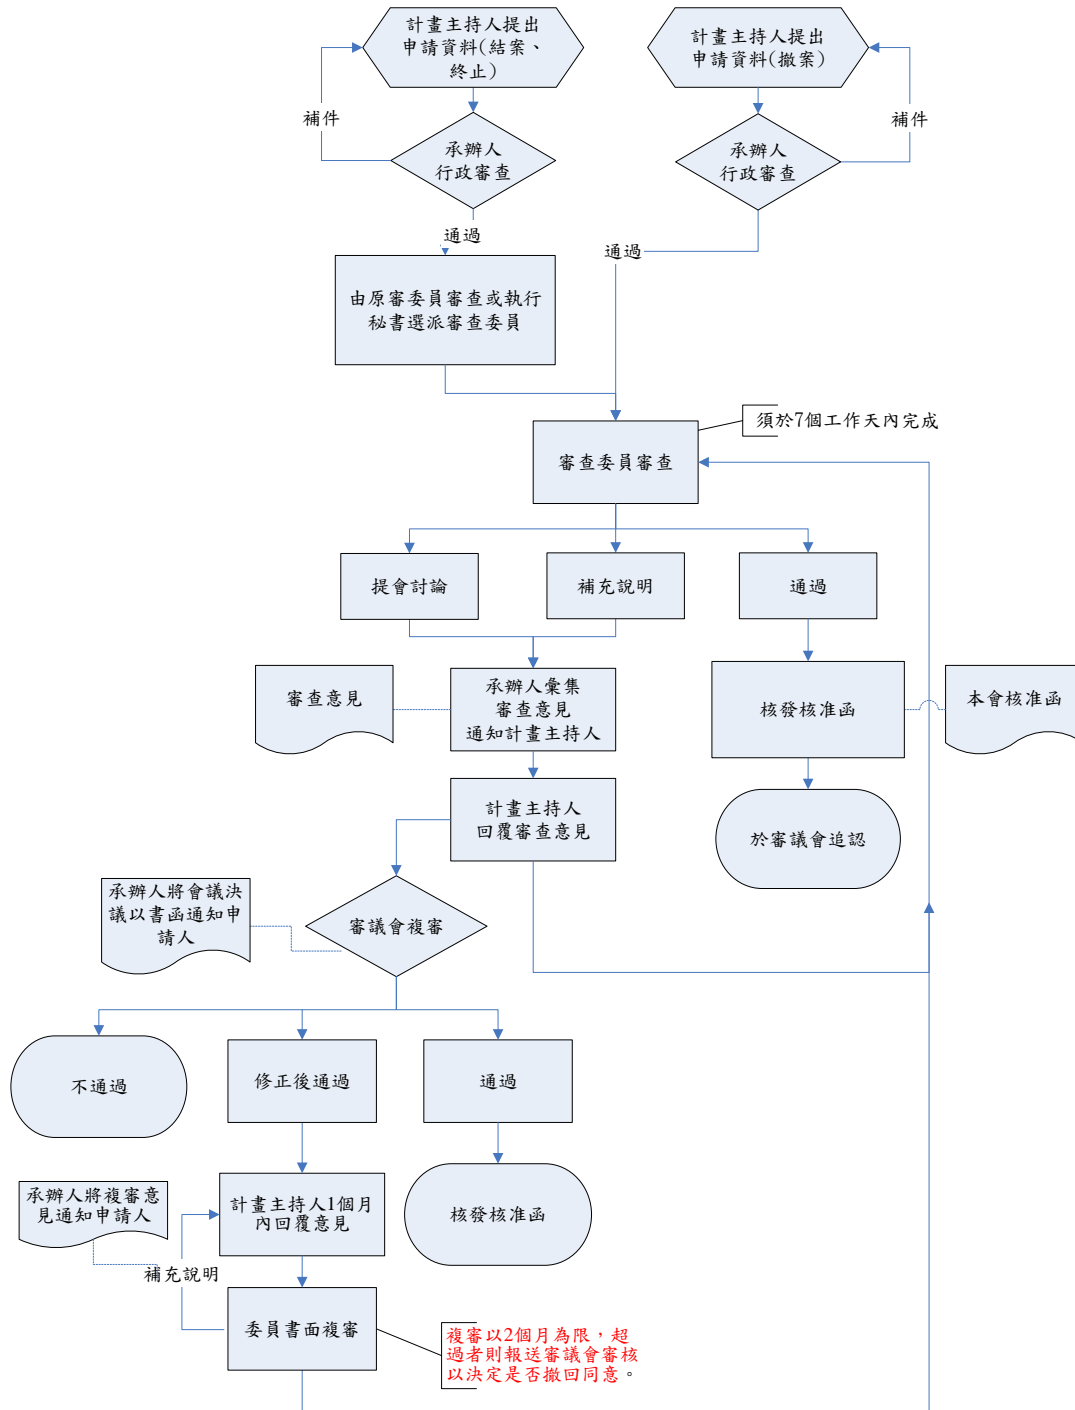 計畫主持人提出
申請資料(結案、
終止)
計畫主持人提出
申請資料(撤案)
補件
補件
承辦人
行政審查
承辦人
行政審查
通過
通過
由原審委員審查或執行
秘書選派審查委員
須於7個工作天內完成
審查委員審查
提會討論
補充說明
通過
審查意見
承辦人彙集
審查意見
通知計畫主持人
核發核准函
本會核准函
計畫主持人
回覆審查意見
於審議會追認
承辦人將會議決
議以書函通知申
請人
審議會複審
不通過
修正後通過
通過
承辦人將複審意
見通知申請人
計畫主持人1個月
內回覆意見
核發核准函
補充說明
委員書面複審
複審以2個月為限，超
過者則報送審議會審核
以決定是否撤回同意。